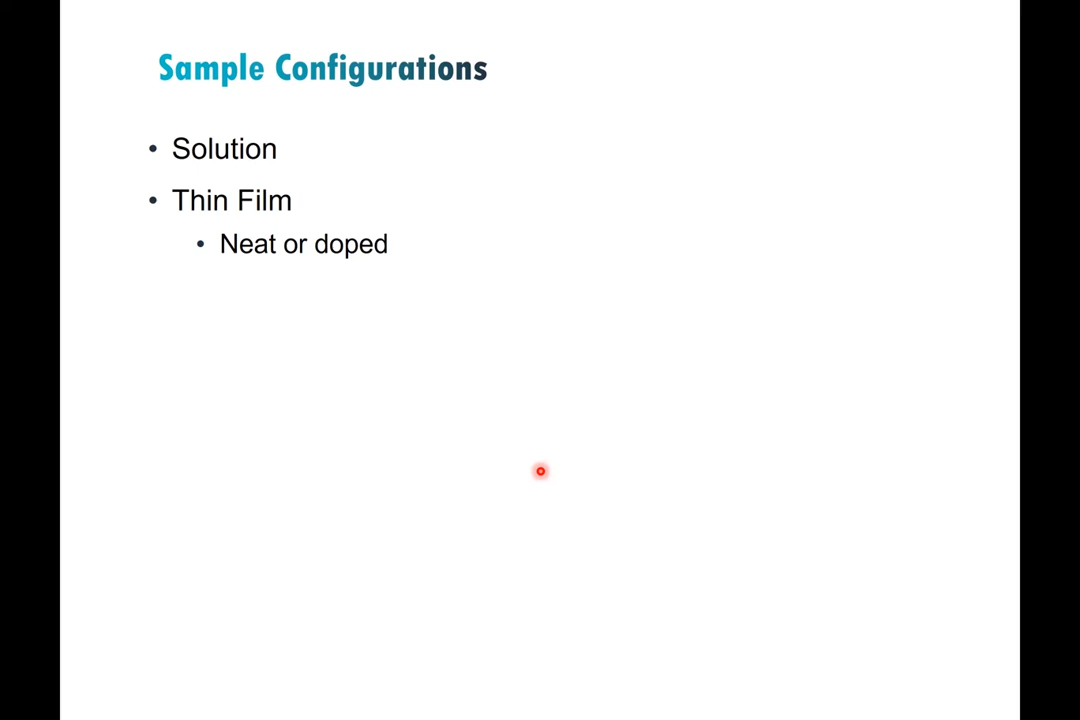 Sample Configurations
• Solution
• Thin Film
• Neat or doped